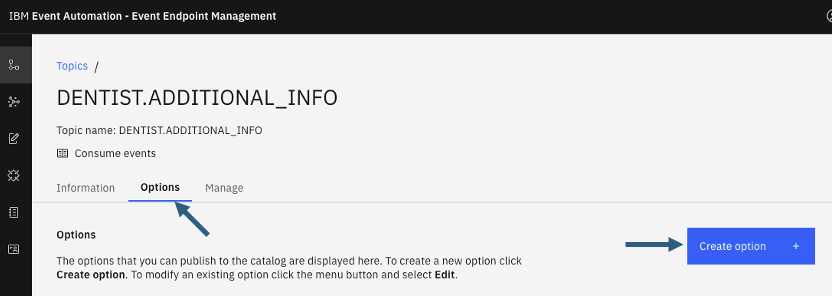 IBM Event Automation - Event Endpoint Management
Topics /
DENTIST.ADDITIONAL_INFO
Topic name: DENTIST.ADDITIONAL_INFO
Consume events
Information Options Manage
Options
Create option +
The options that you can publish to the catalog are displayed here. To create a new option click
Create option. To modify an existing option click the menu button and select Edit.